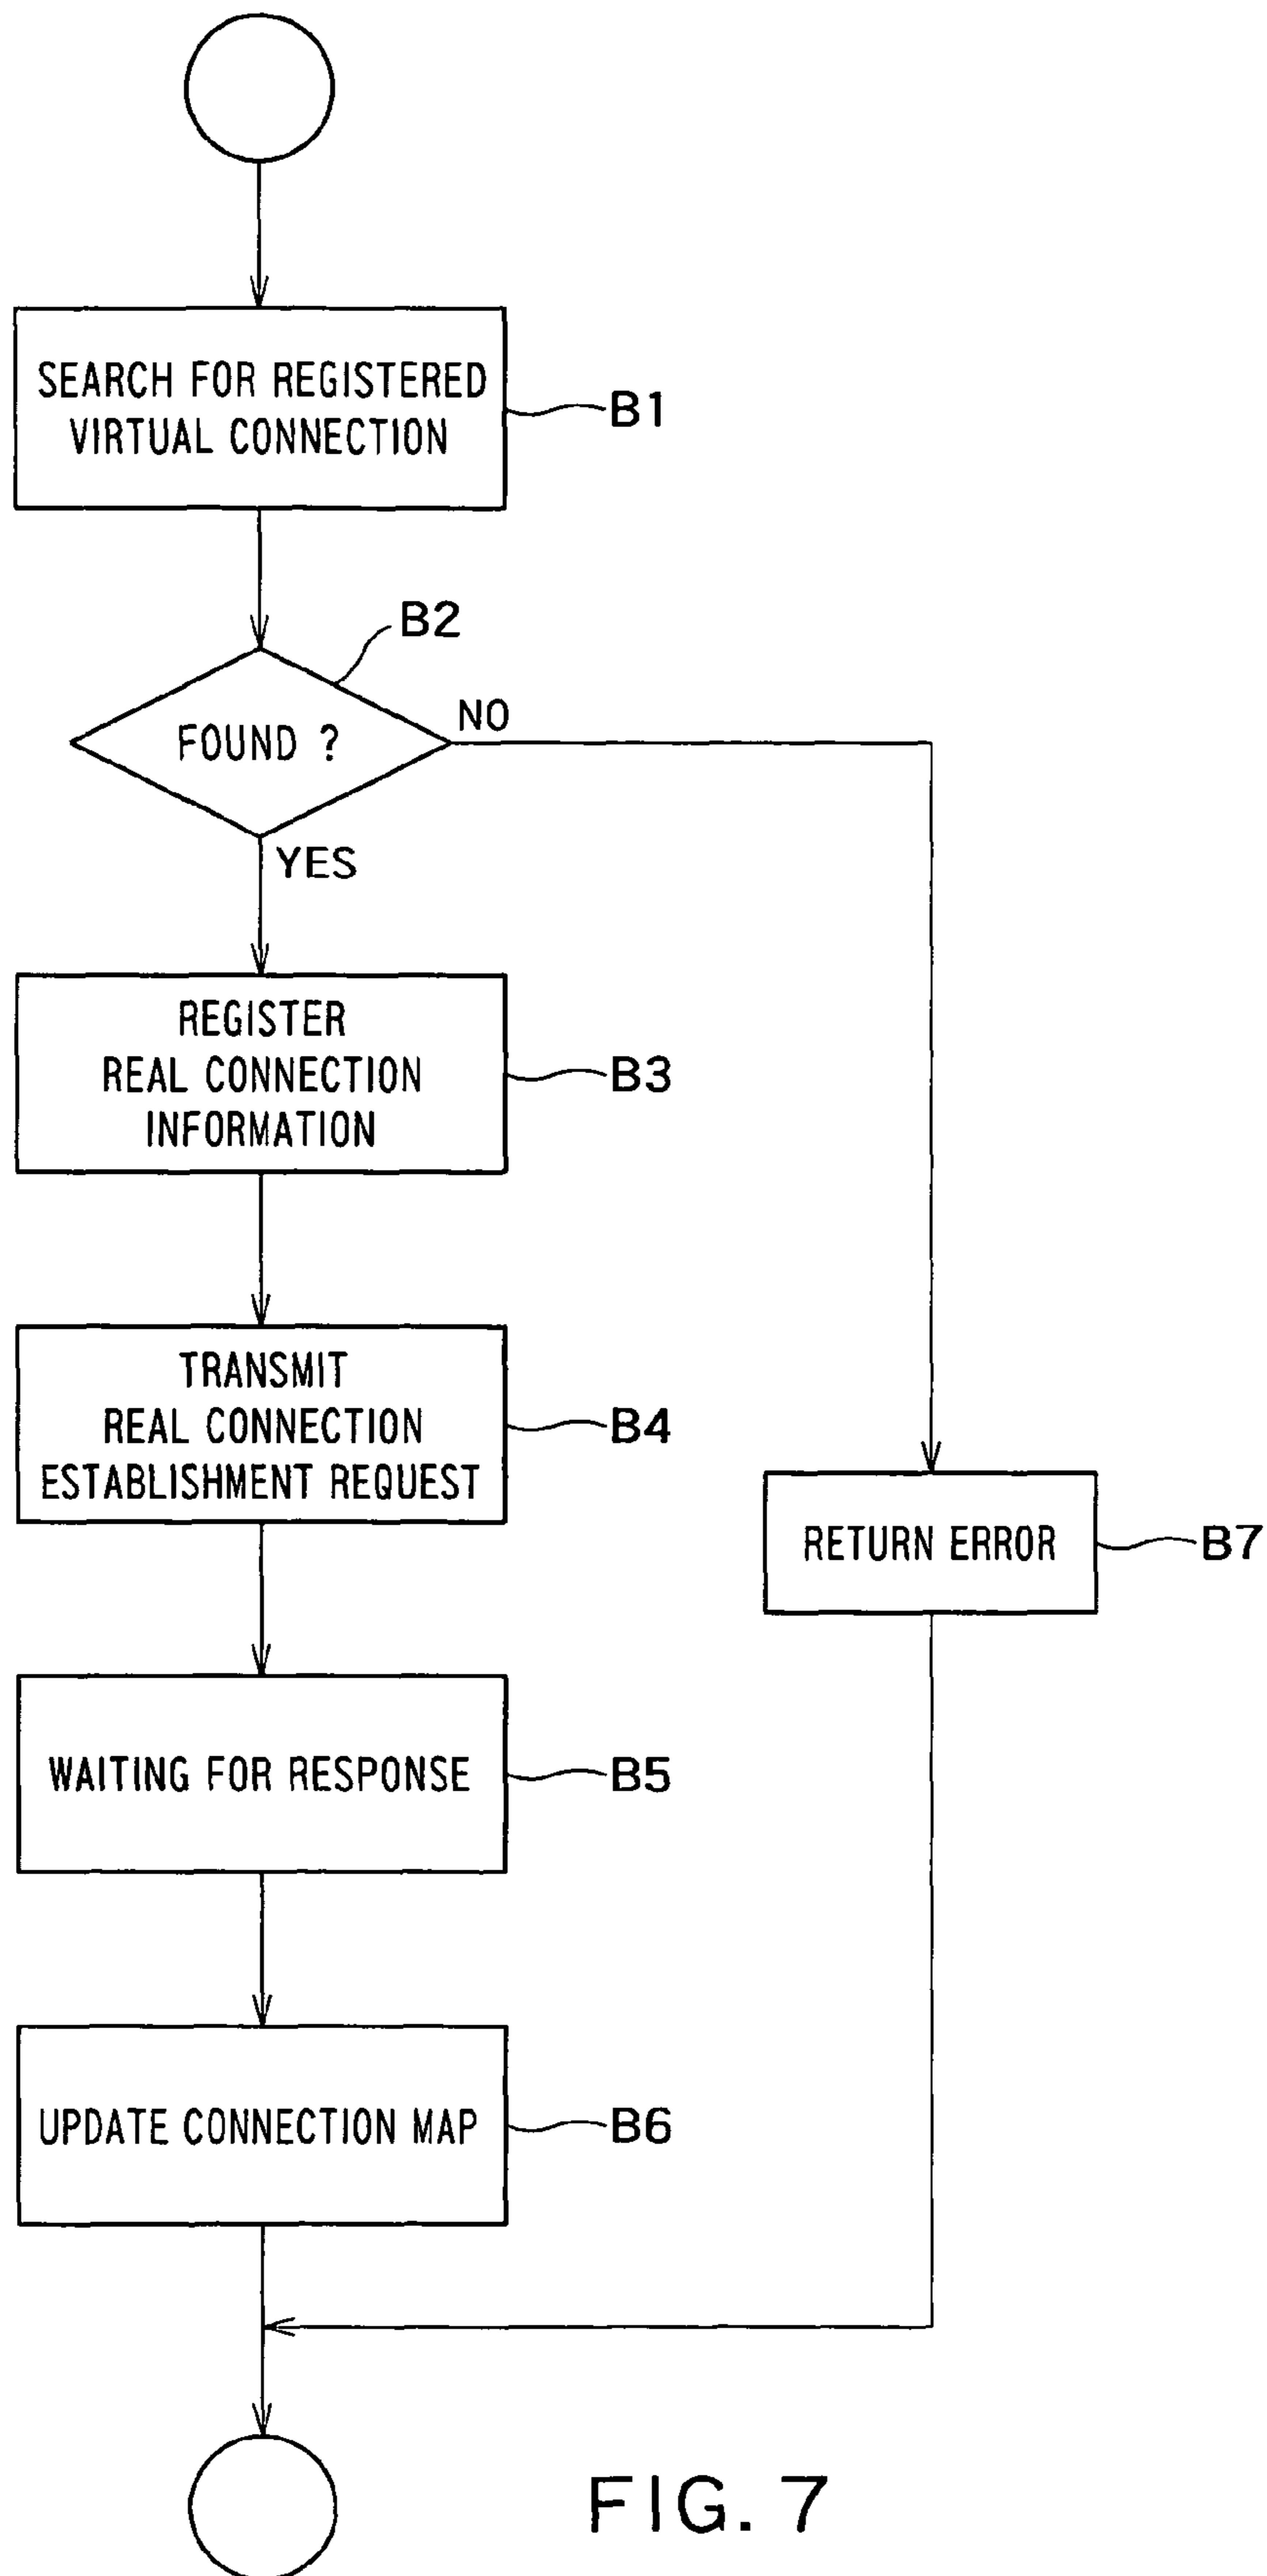 SEARCH FOR REGISTERED
VIRTUAL CONNECTION
B1
B2
FOUND ?
NO
YES
REGISTER
REAL CONNECTION
INFORMATION
B3
TRANSMIT
REAL CONNECTION
ESTABLISHMENT REQUEST
B4
RETURN ERROR
B7
WAITING FOR RESPONSE
B5
UPDATE CONNECTION MAP
B6
FIG. 7